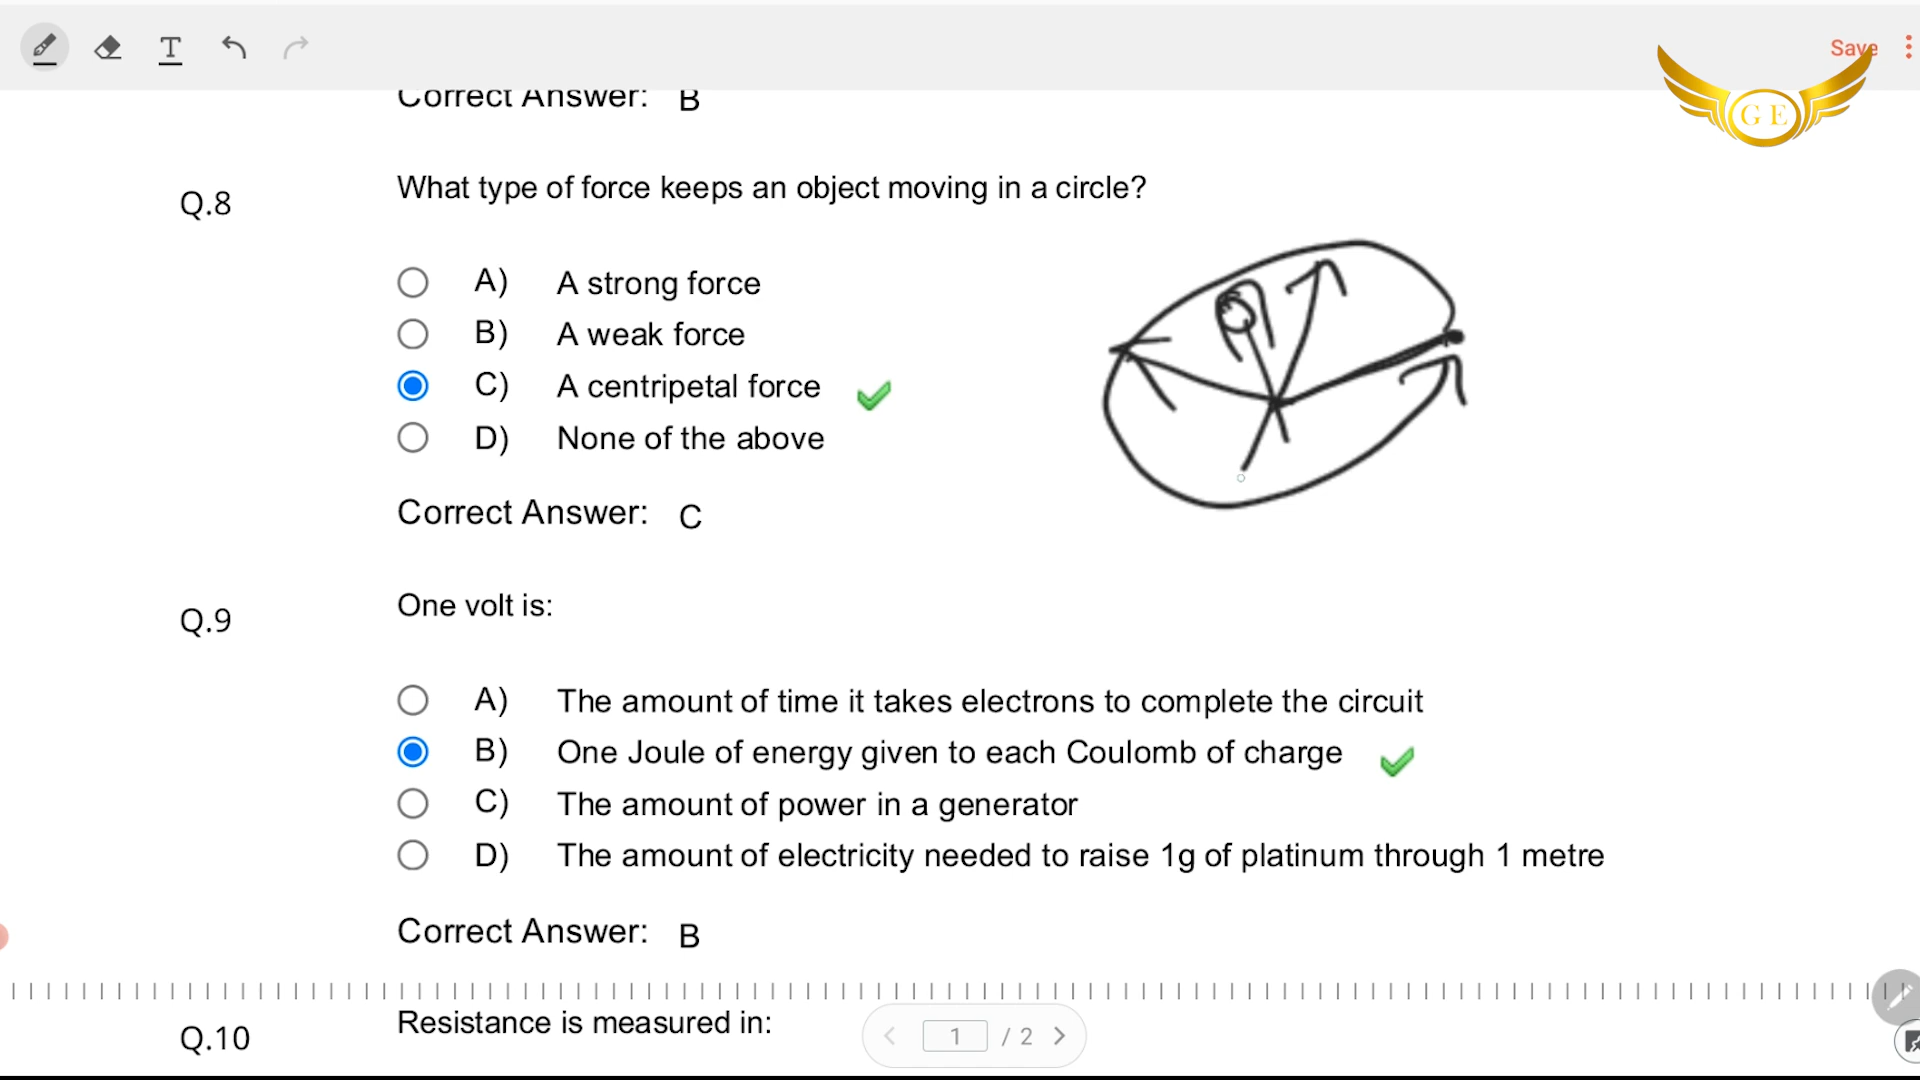 Save
G E
Correct Answer: B
Q.8 What type of force keeps an object moving in a circle?
A) A strong force
B) A weak force
C) A centripetal force
D) None of the above
Correct Answer: C
Q.9 One volt is:
A) The amount of time it takes electrons to complete the circuit
B) One Joule of energy given to each Coulomb of charge
C) The amount of power in a generator
D) The amount of electricity needed to raise 1g of platinum through 1 metre
Correct Answer: B
Q.10 Resistance is measured in:
1 / 2